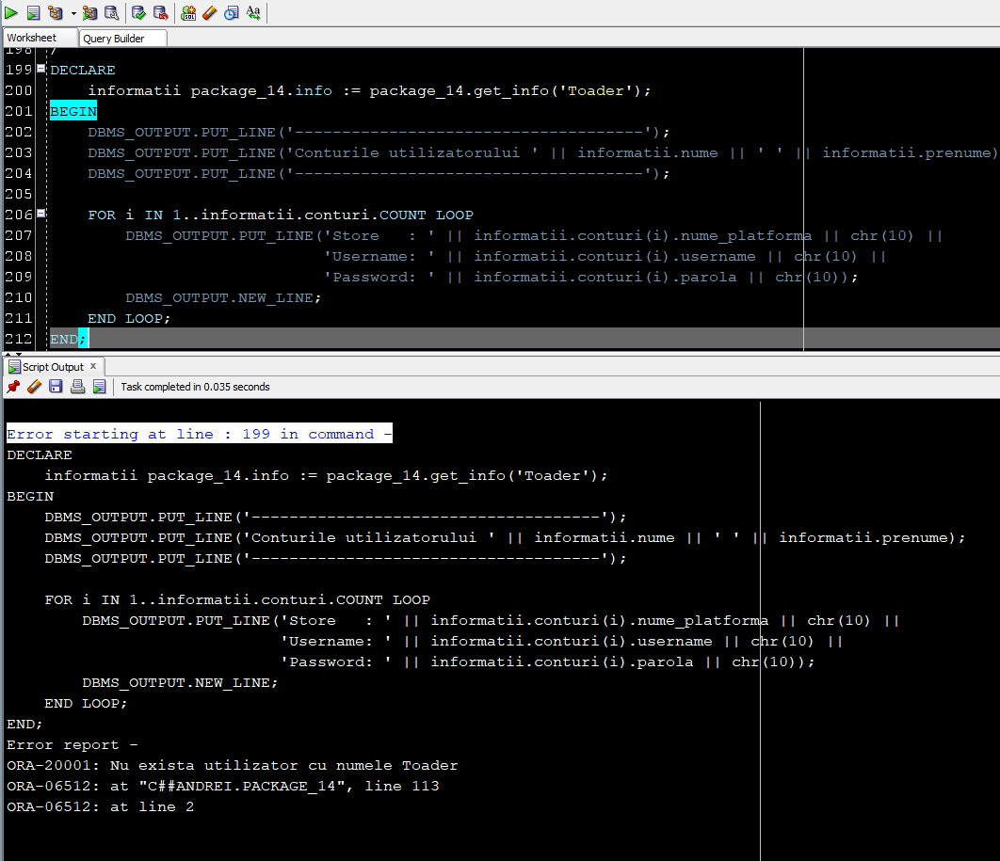 Worksheet Query Builder
198 /
199 DECLARE
200     informatii package_14.info := package_14.get_info('Toader');
201 BEGIN
202     DBMS_OUTPUT.PUT_LINE('-------------------------------------');
203     DBMS_OUTPUT.PUT_LINE('Conturile utilizatorului ' || informatii.nume || ' ' || informatii.prenume)
204     DBMS_OUTPUT.PUT_LINE('-------------------------------------');
205
206     FOR i IN 1..informatii.conturi.COUNT LOOP
207         DBMS_OUTPUT.PUT_LINE('Store   : ' || informatii.conturi(i).nume_platforma || chr(10) ||
208                              'Username: ' || informatii.conturi(i).username || chr(10) ||
209                              'Password: ' || informatii.conturi(i).parola || chr(10));
210         DBMS_OUTPUT.NEW_LINE;
211     END LOOP;
212 END;
Script Output x
Task completed in 0.035 seconds
Error starting at line : 199 in command -
DECLARE
    informatii package_14.info := package_14.get_info('Toader');
BEGIN
    DBMS_OUTPUT.PUT_LINE('-------------------------------------');
    DBMS_OUTPUT.PUT_LINE('Conturile utilizatorului ' || informatii.nume || ' ' || informatii.prenume);
    DBMS_OUTPUT.PUT_LINE('-------------------------------------');

    FOR i IN 1..informatii.conturi.COUNT LOOP
        DBMS_OUTPUT.PUT_LINE('Store   : ' || informatii.conturi(i).nume_platforma || chr(10) ||
                             'Username: ' || informatii.conturi(i).username || chr(10) ||
                             'Password: ' || informatii.conturi(i).parola || chr(10));
        DBMS_OUTPUT.NEW_LINE;
    END LOOP;
END;
Error report -
ORA-20001: Nu exista utilizator cu numele Toader
ORA-06512: at "C##ANDREI.PACKAGE_14", line 113
ORA-06512: at line 2